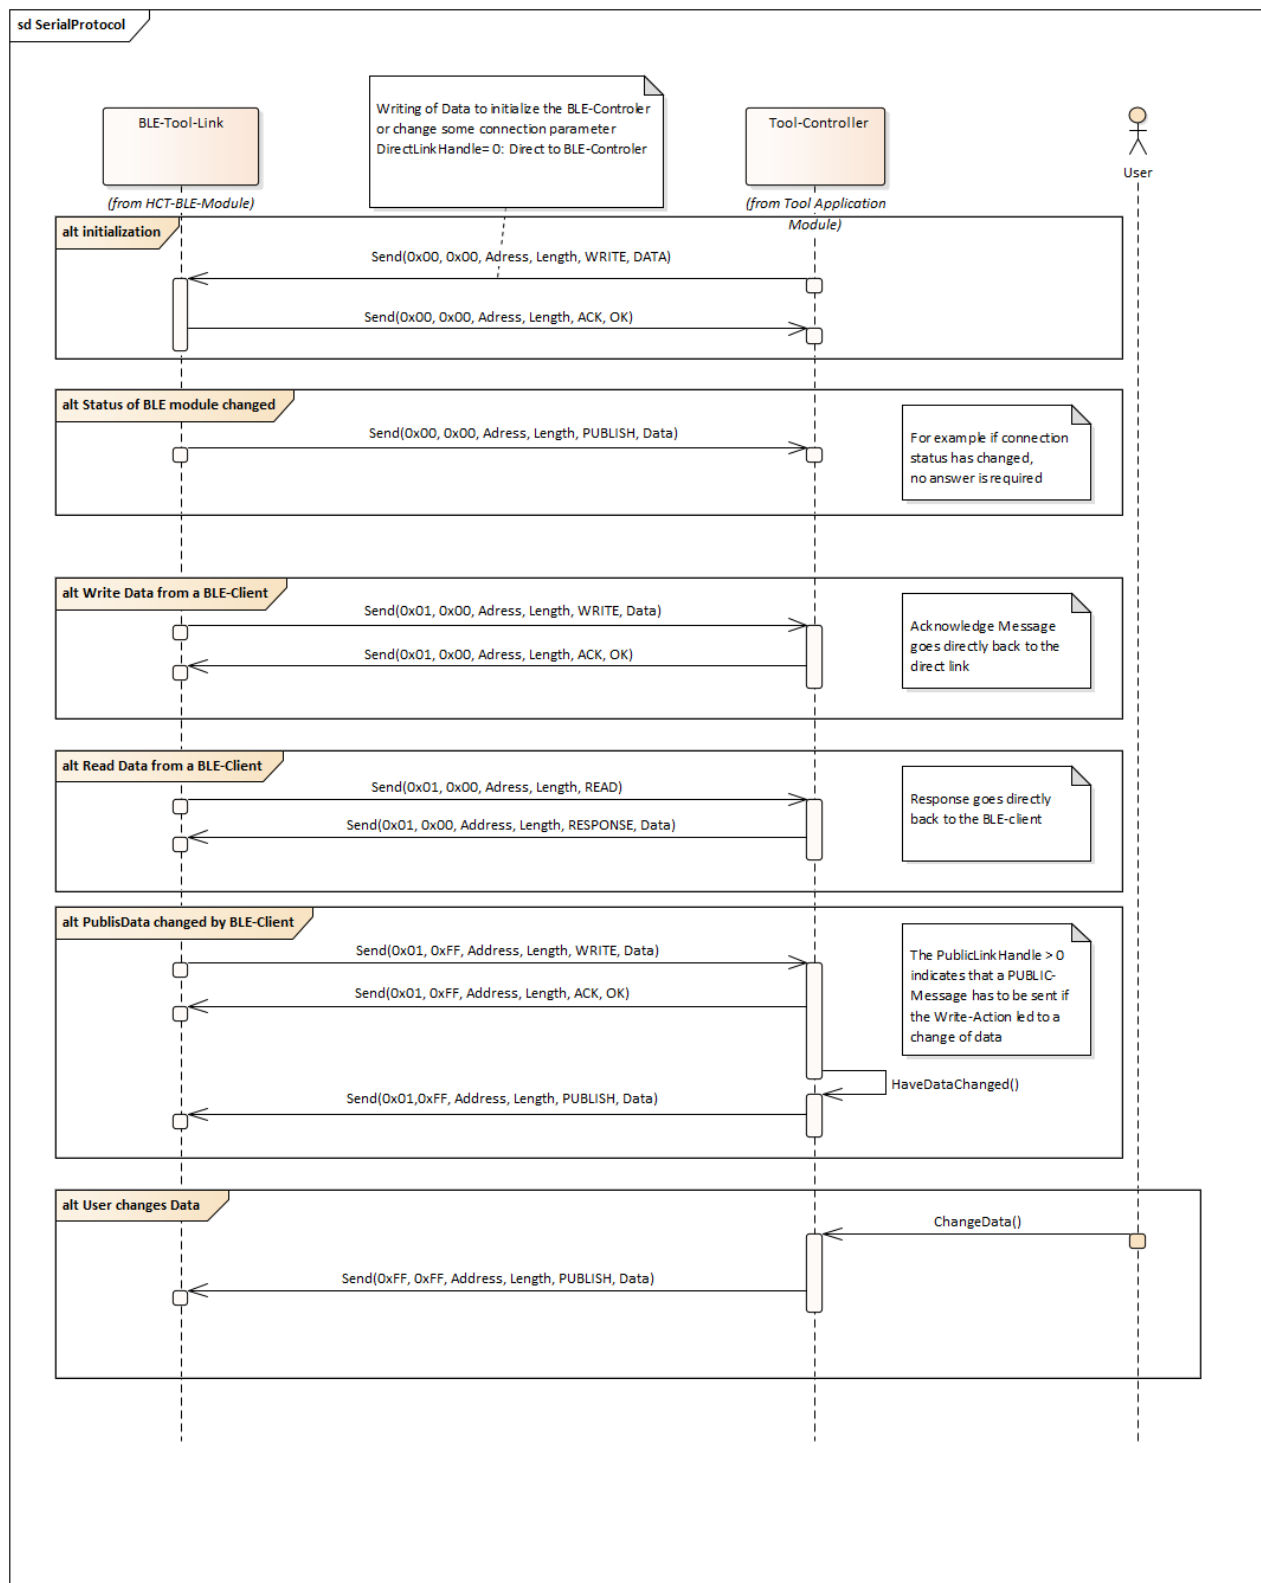 sd SerialProtocol
Writing of Data to initialize the BLE-Controler
or change some connection parameter
DirectLinkHandle= 0: Direct to BLE-Controler
BLE-Tool-Link
(from HCT-BLE-Module)
Tool-Controller
(from Tool Application
Module)
User
alt initialization
Send(0x00, 0x00, Adress, Length, WRITE, DATA)
Send(0x00, 0x00, Adress, Length, ACK, OK)
alt Status of BLE module changed
Send(0x00, 0x00, Adress, Length, PUBLISH, Data)
For example if connection
status has changed,
no answer is required
alt Write Data from a BLE-Client
Send(0x01, 0x00, Adress, Length, WRITE, Data)
Send(0x01, 0x00, Adress, Length, ACK, OK)
Acknowledge Message
goes directly back to the
direct link
alt Read Data from a BLE-Client
Send(0x01, 0x00, Adress, Length, READ)
Send(0x01, 0x00, Address, Length, RESPONSE, Data)
Response goes directly
back to the BLE-client
alt PublisData changed by BLE-Client
Send(0x01, 0xFF, Address, Length, WRITE, Data)
Send(0x01, 0xFF, Address, Length, ACK, OK)
The PublicLinkHandle > 0
indicates that a PUBLIC-
Message has to be sent if
the Write-Action led to a
change of data
HaveDataChanged()
Send(0x01,0xFF, Address, Length, PUBLISH, Data)
alt User changes Data
ChangeData()
Send(0xFF, 0xFF, Address, Length, PUBLISH, Data)